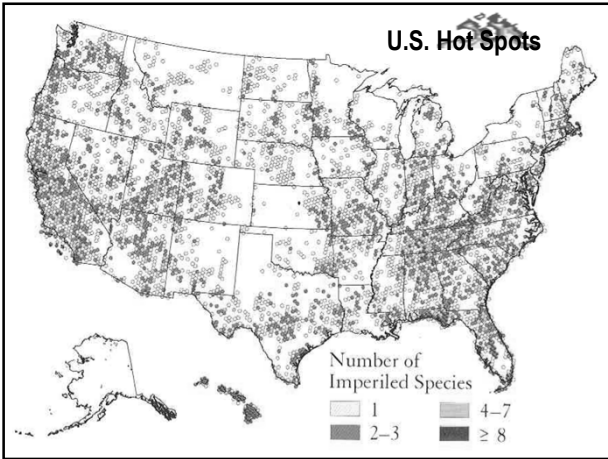 U.S. Hot Spots
Number of
Imperiled Species
1
4–7
2–3
≥ 8